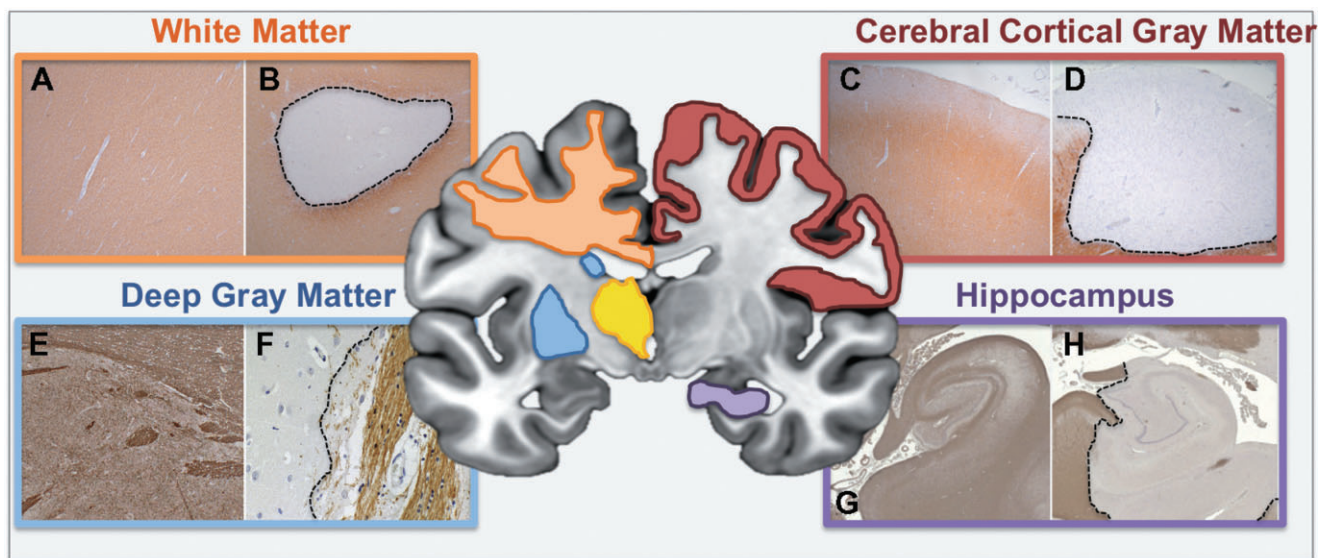 White Matter
Cerebral Cortical Gray Matter
A
B
C
D
Deep Gray Matter
Hippocampus
E
F
G
H